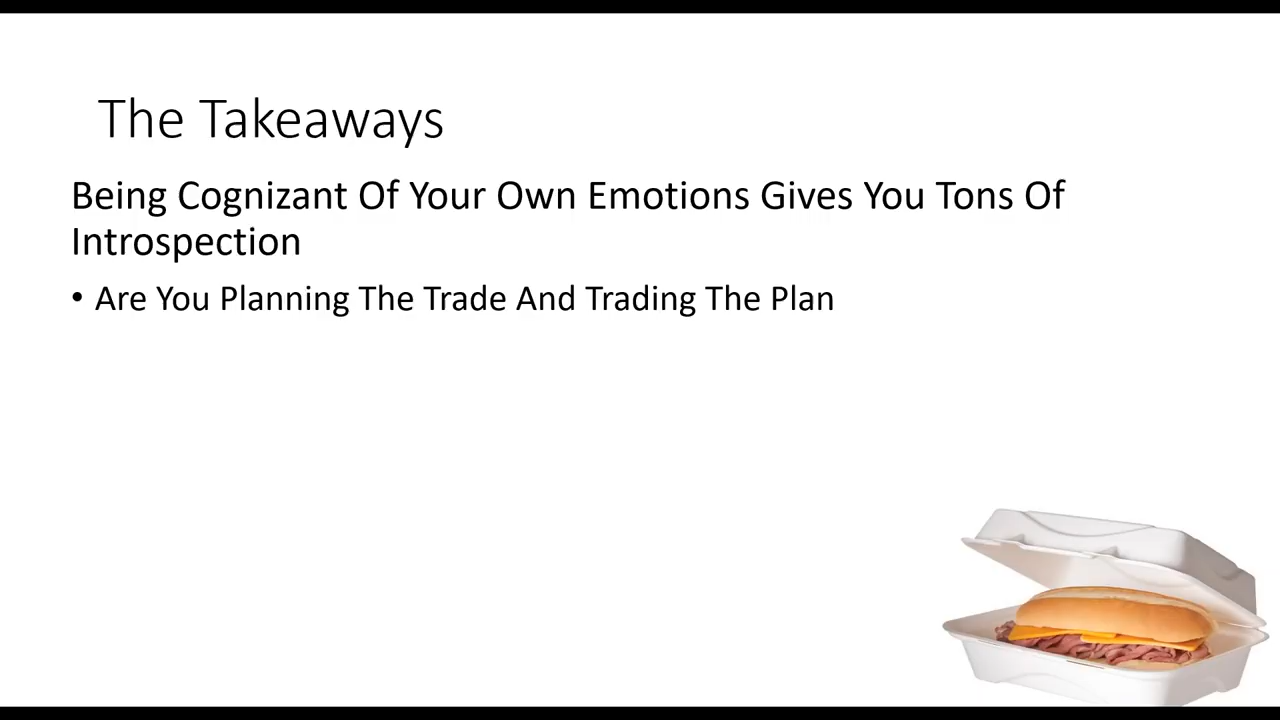 The Takeaways
Being Cognizant Of Your Own Emotions Gives You Tons Of
Introspection
• Are You Planning The Trade And Trading The Plan